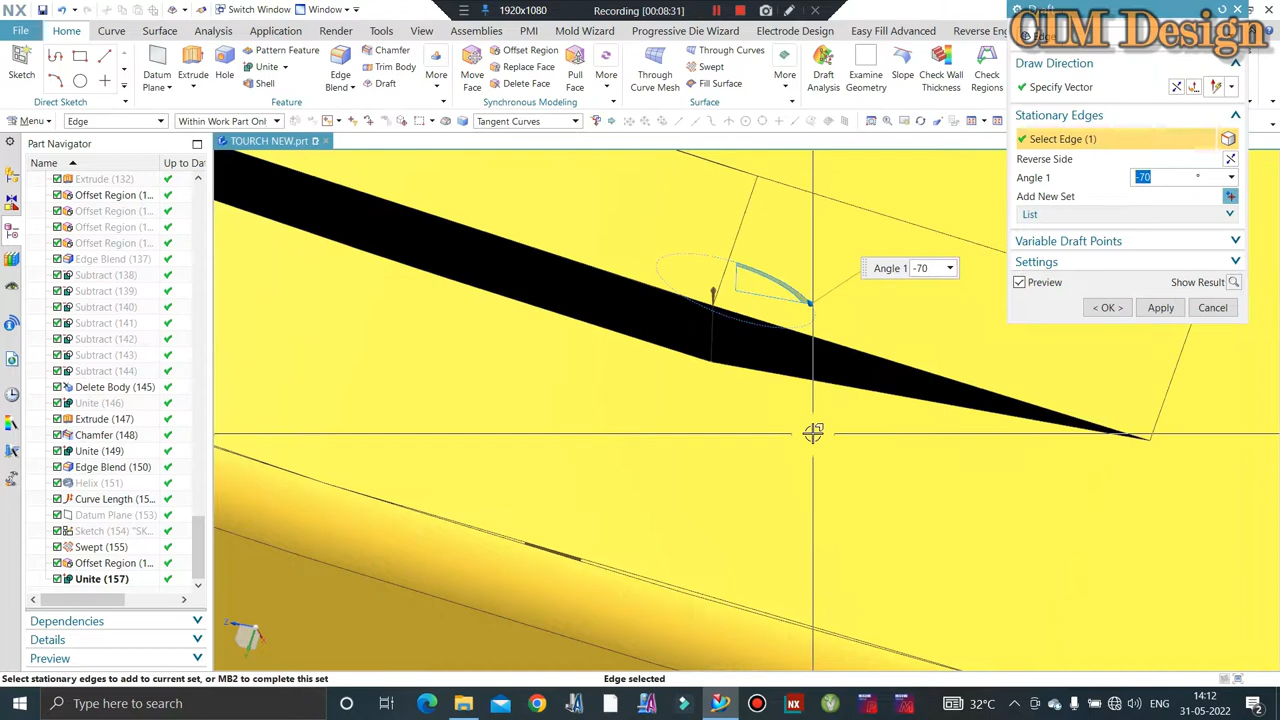 NX
Switch Window
Window
1920x1080
Recording [00:08:31]
Draft
CIM Design
File
Home
Curve
Surface
Analysis
Application
Render
Tools
View
Assemblies
PMI
Mold Wizard
Progressive Die Wizard
Electrode Design
Easy Fill Advanced
Reverse Eng
Edge
Sketch
Direct Sketch
Datum Plane
Extrude
Hole
Pattern Feature
Unite
Shell
Edge Blend
Chamfer
Trim Body
Draft
More
Feature
Move Face
Offset Region
Replace Face
Delete Face
Pull Face
More
Synchronous Modeling
Through Curve Mesh
Through Curves
Swept
Fill Surface
More
Surface
Draft Analysis
Examine Geometry
Slope
Check Wall Thickness
Check Regions
Menu
Edge
Within Work Part Onl
Tangent Curves
Part Navigator
TOURCH NEW.prt
Name
Up to Da
Extrude (132)
Offset Region (1...
Offset Region (1...
Offset Region (1...
Offset Region (1...
Edge Blend (137)
Subtract (138)
Subtract (139)
Subtract (140)
Subtract (141)
Subtract (142)
Subtract (143)
Subtract (144)
Delete Body (145)
Unite (146)
Extrude (147)
Chamfer (148)
Unite (149)
Edge Blend (150)
Helix (151)
Curve Length (15...
Datum Plane (153)
Sketch (154) "SK...
Swept (155)
Offset Region (1...
Unite (157)
Dependencies
Details
Preview
Angle 1 -70
Draw Direction
Specify Vector
Stationary Edges
Select Edge (1)
Reverse Side
Angle 1 -70 °
Add New Set
List
Variable Draft Points
Settings
Preview
Show Result
< OK >
Apply
Cancel
Select stationary edges to add to current set, or MB2 to complete this set
Edge selected
Type here to search
32°C
ENG
14:12
31-05-2022
2